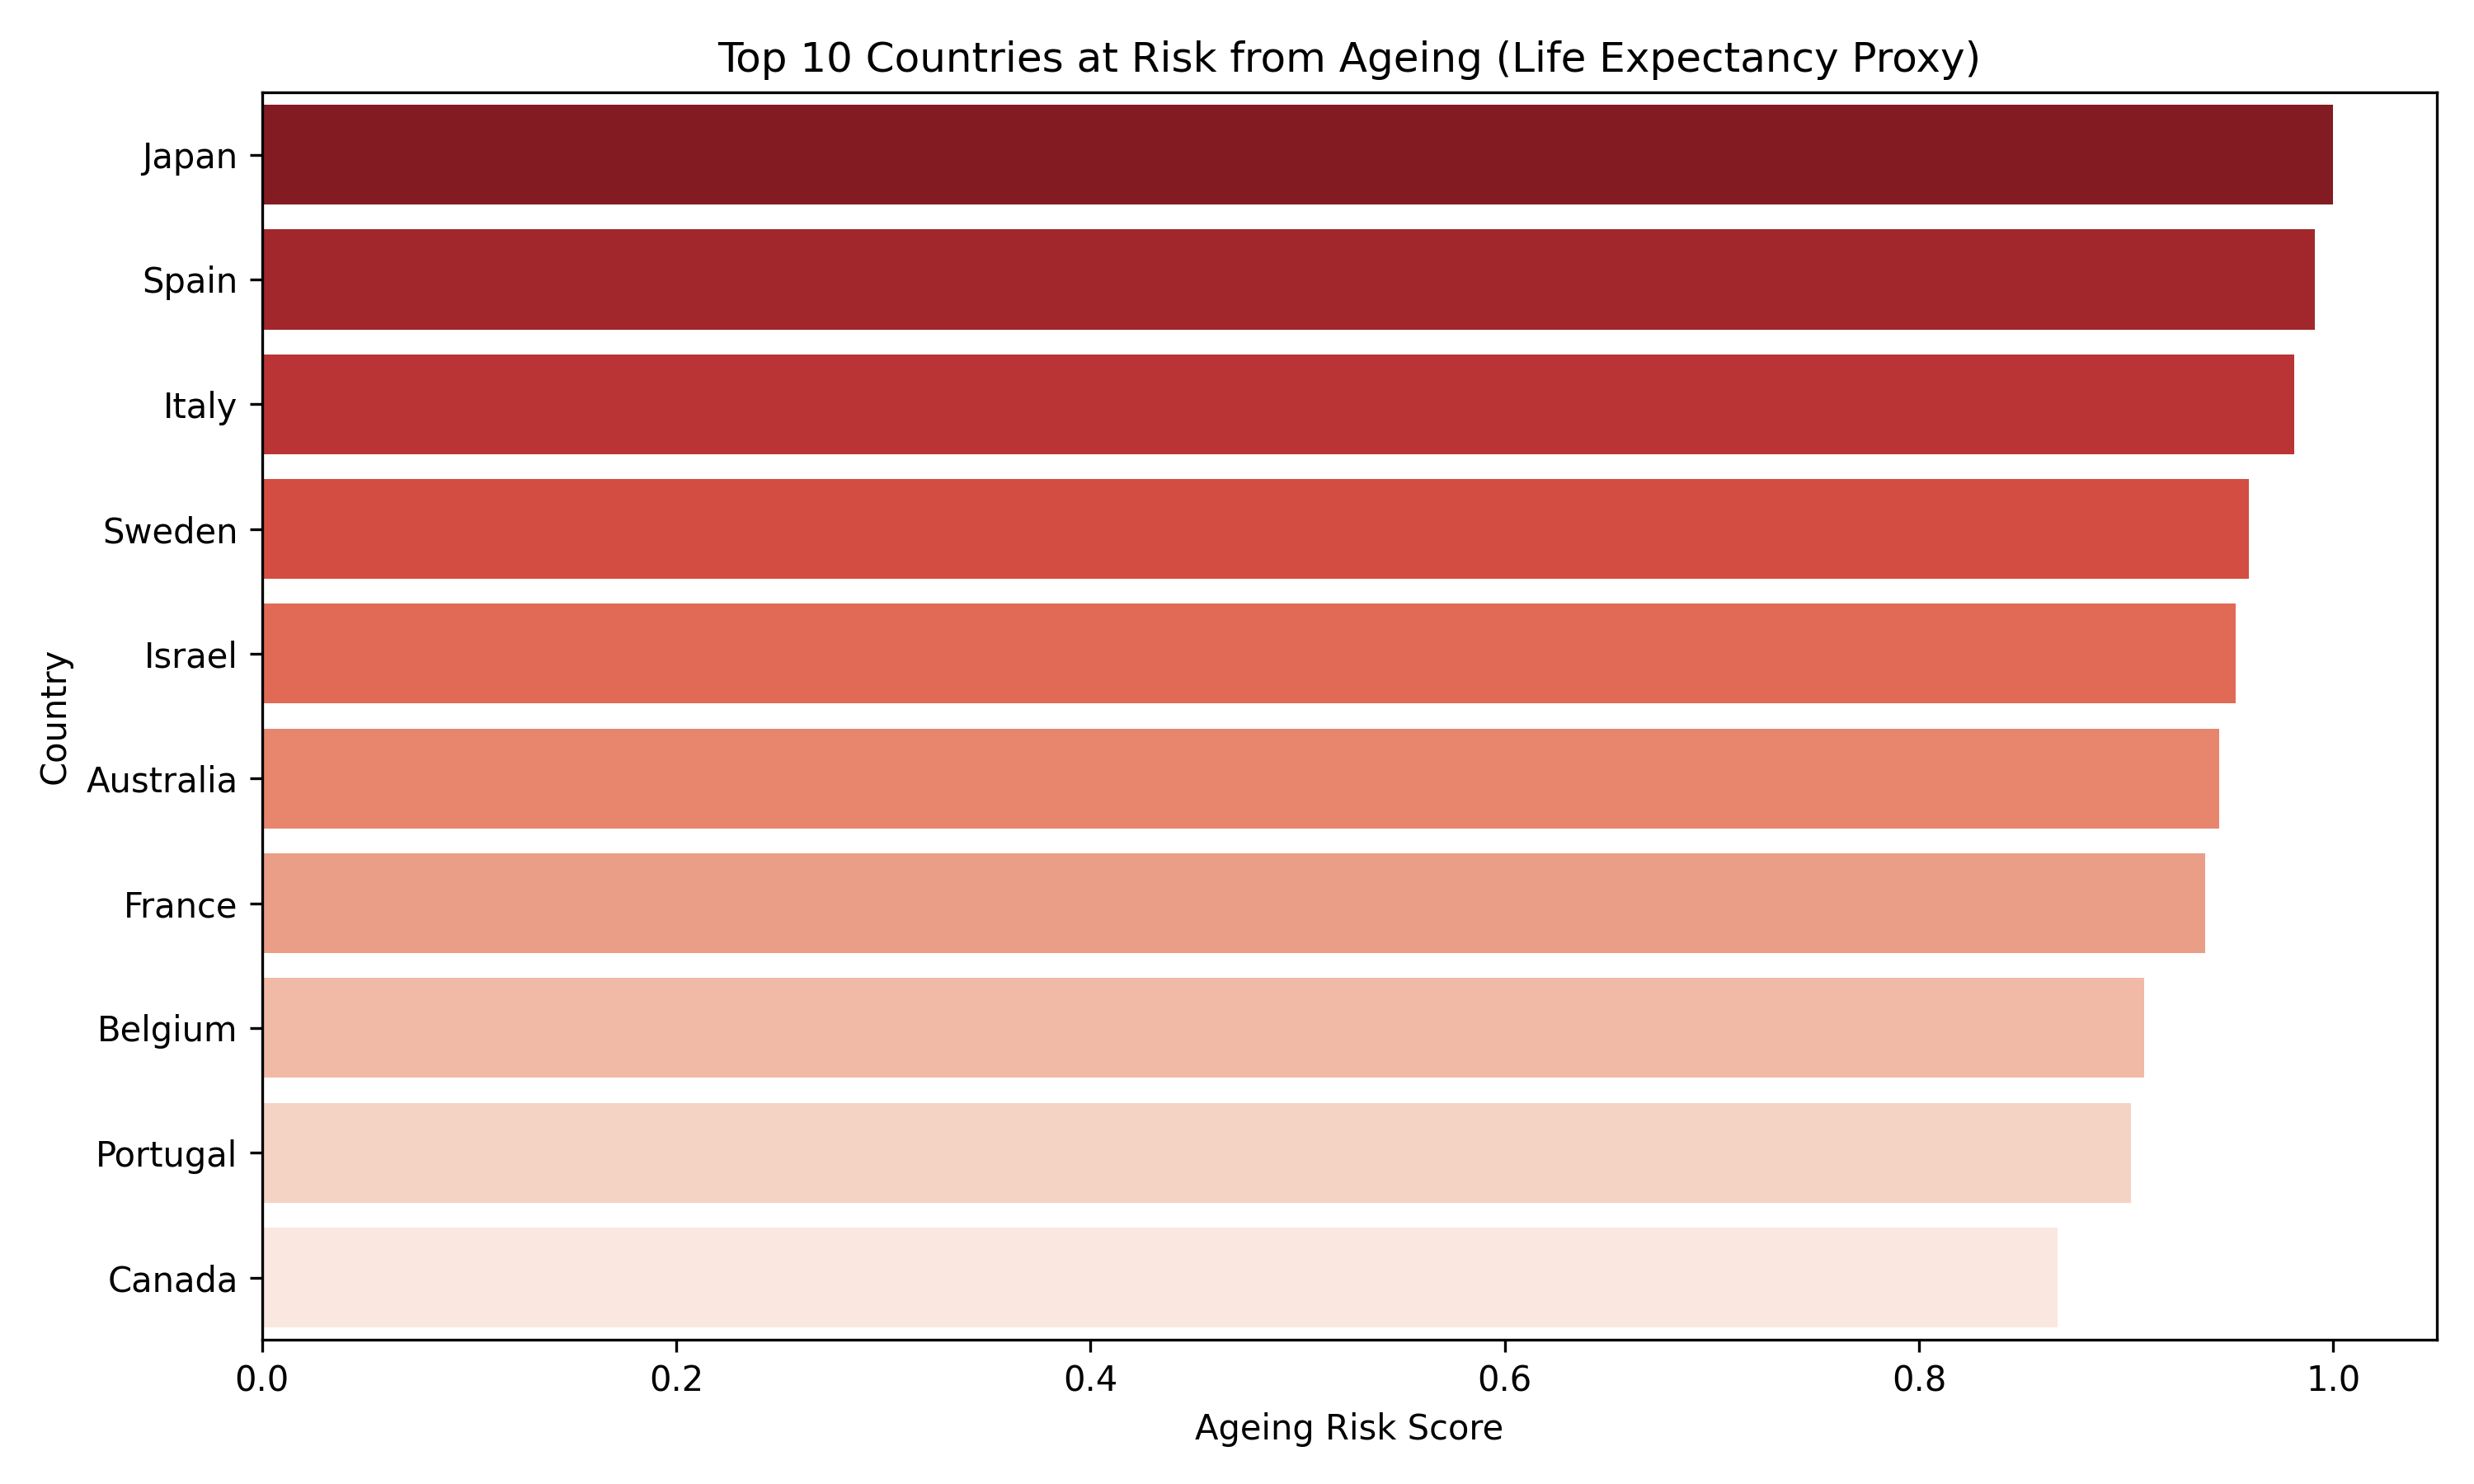 Top 10 Countries at Risk from Ageing (Life Expectancy Proxy)
Country
Japan
Spain
Italy
Sweden
Israel
Australia
France
Belgium
Portugal
Canada
0.0 0.2 0.4 0.6 0.8 1.0
Ageing Risk Score